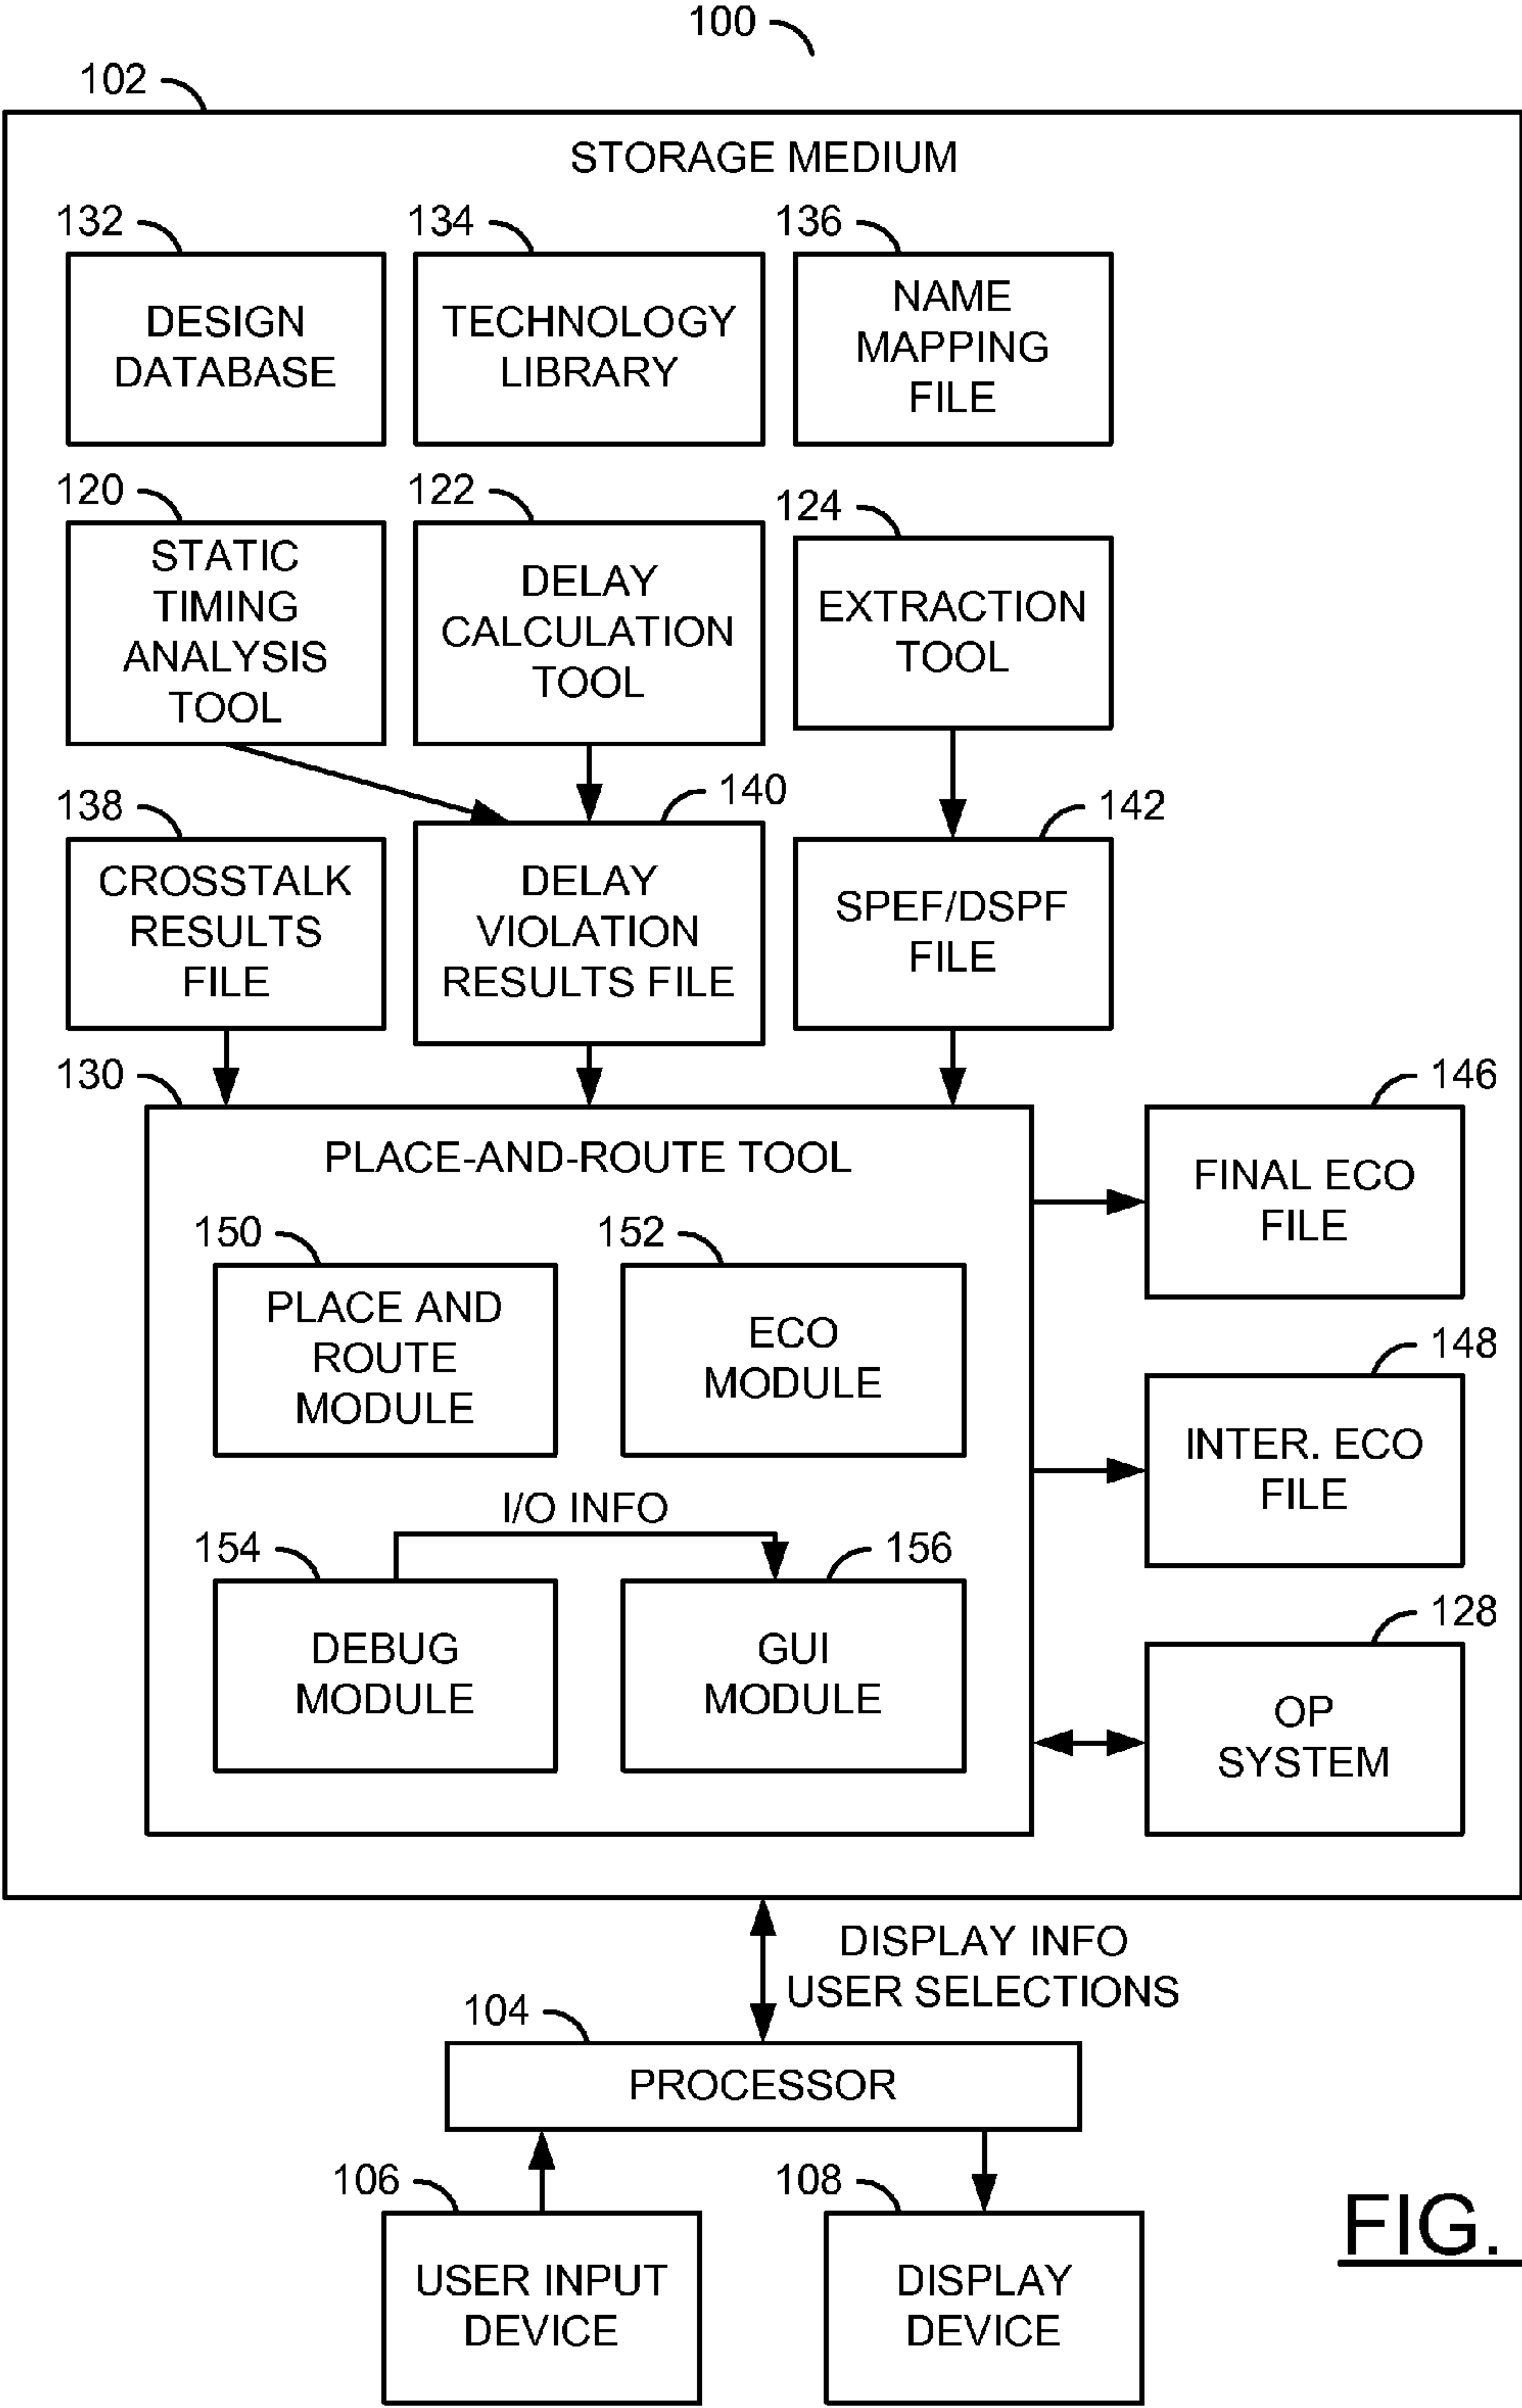 100
102
STORAGE MEDIUM
132
134
136
DESIGN
DATABASE
TECHNOLOGY
LIBRARY
NAME
MAPPING
FILE
120
122
124
STATIC
TIMING
ANALYSIS
TOOL
DELAY
CALCULATION
TOOL
EXTRACTION
TOOL
138
140
142
CROSSTALK
RESULTS
FILE
DELAY
VIOLATION
RESULTS FILE
SPEF/DSPF
FILE
130
146
PLACE-AND-ROUTE TOOL
FINAL ECO
FILE
150
152
PLACE AND
ROUTE
MODULE
ECO
MODULE
148
INTER. ECO
FILE
I/O INFO
154
156
DEBUG
MODULE
GUI
MODULE
128
OP
SYSTEM
DISPLAY INFO
USER SELECTIONS
104
PROCESSOR
106
108
USER INPUT
DEVICE
DISPLAY
DEVICE
FIG.